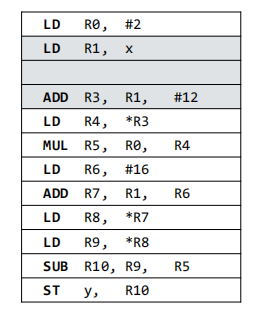 LD R0, #2
LD R1, x
ADD R3, R1, #12
LD R4, *R3
MUL R5, R0, R4
LD R6, #16
ADD R7, R1, R6
LD R8, *R7
LD R9, *R8
SUB R10, R9, R5
ST y, R10